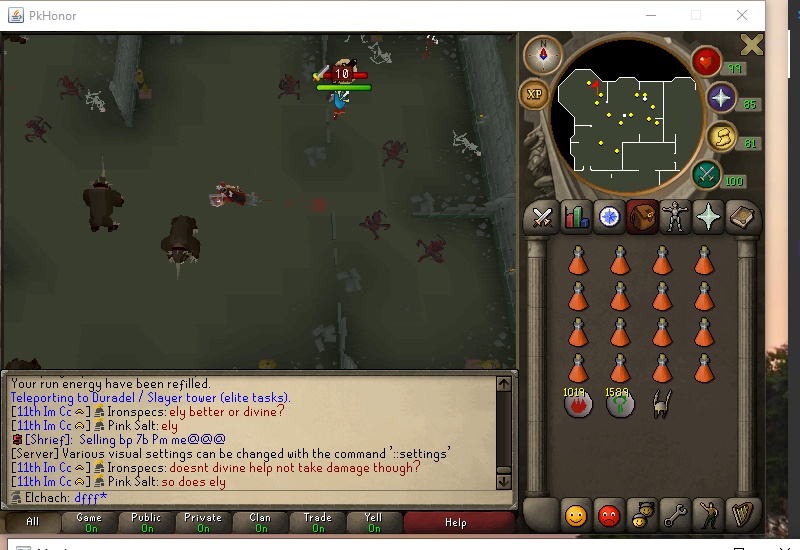 PkHonor
10
N
XP
99
85
81
100
1019
1589
Your run energy have been refilled.
Teleporting to Duradel / Slayer tower (elite tasks).
[11th Im Cc] Ironspecs: ely better or divine?
[11th Im Cc] Pink Salt: ely
[Shrief]: Selling bp 7b Pm me@@@
[Server] Various visual settings can be changed with the command '::settings'
[11th Im Cc] Ironspecs: doesnt divine help not take damage though?
[11th Im Cc] Pink Salt: so does ely
Elchach: dfff*
All
Game
On
Public
On
Private
On
Clan
On
Trade
On
Yell
On
Help